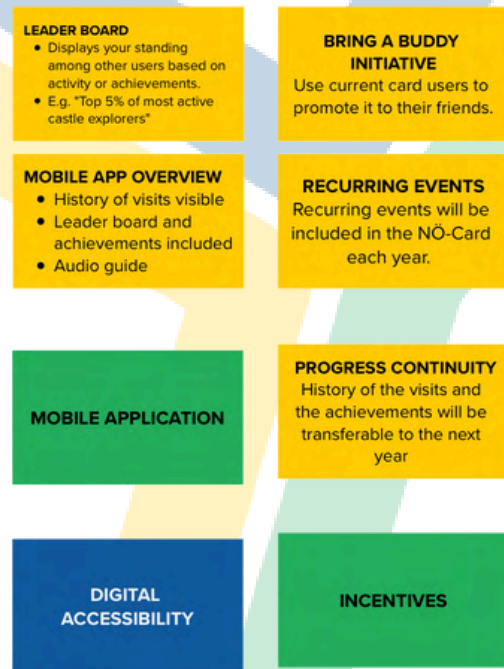 LEADER BOARD
• Displays your standing
among other users based on
activity or achievements.
• E.g. "Top 5% of most active
castle explorers"
BRING A BUDDY
INITIATIVE
Use current card users to
promote it to their friends.
MOBILE APP OVERVIEW
• History of visits visible
• Leader board and
achievements included
• Audio guide
RECURRING EVENTS
Recurring events will be
included in the NÖ-Card
each year.
MOBILE APPLICATION
PROGRESS CONTINUITY
History of the visits and
the achievements will be
transferable to the next
year
DIGITAL
ACCESSIBILITY
INCENTIVES